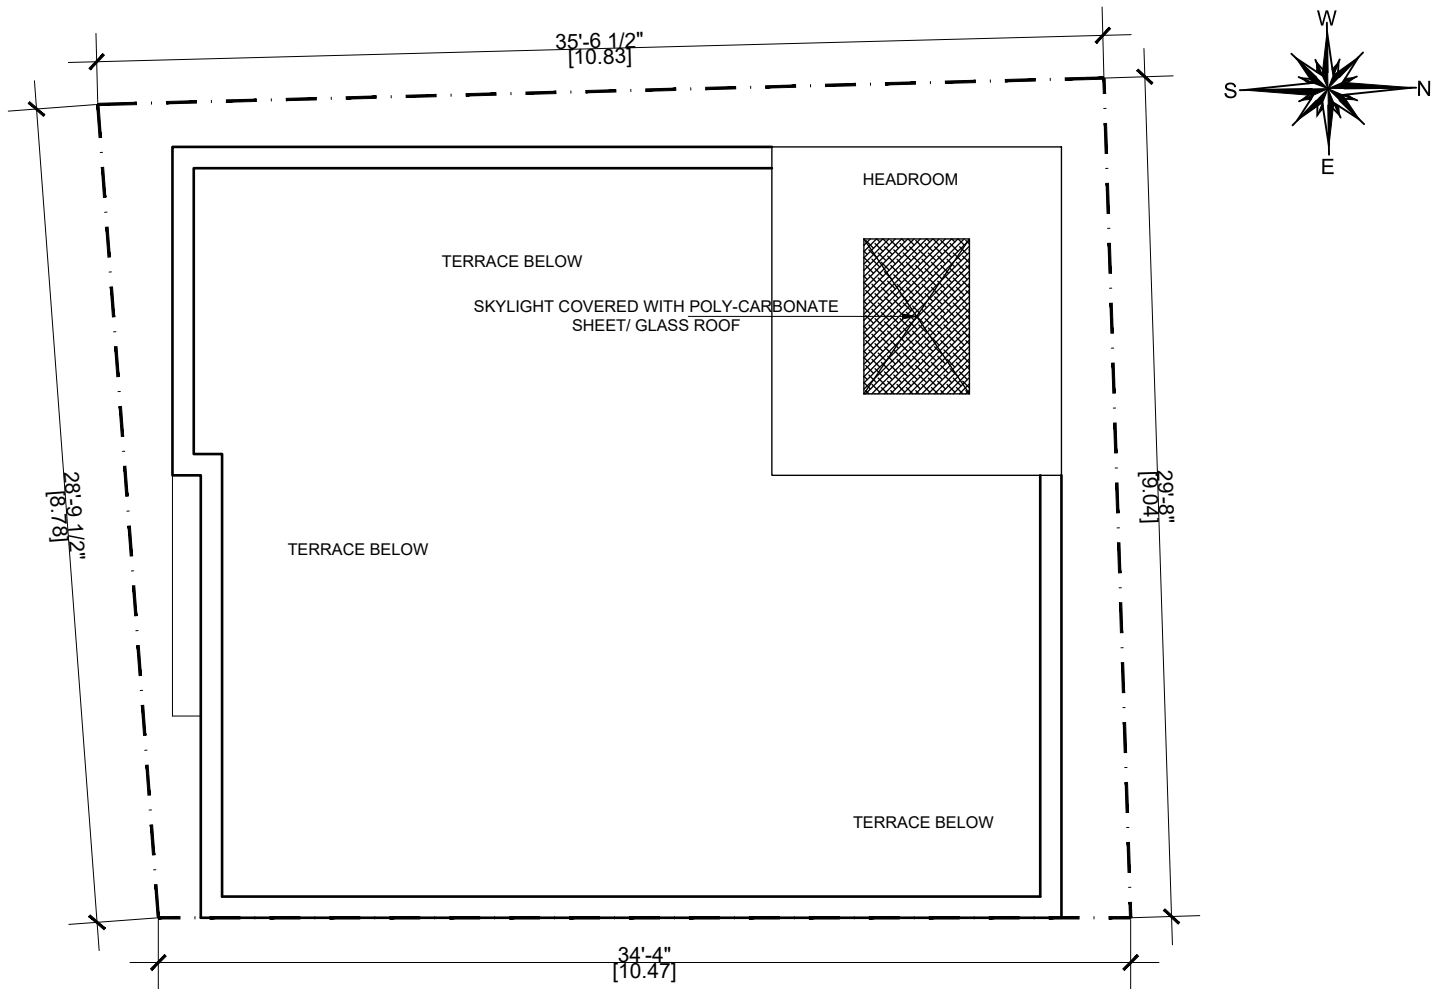 35'-6 1/2"
[10.83]
W
S
N
E
HEADROOM
TERRACE BELOW
SKYLIGHT COVERED WITH POLY-CARBONATE
SHEET/ GLASS ROOF
28'-9 1/2"
[8.78]
29'-8"
[9.04]
TERRACE BELOW
TERRACE BELOW
34'-4"
[10.47]